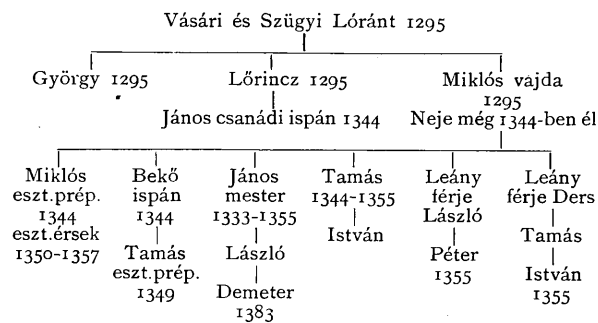 Vásári és Szügyi Lóránt 1295
György 1295 Lőrincz 1295 Miklós vajda
1295
János csanádi ispán 1344 Neje még 1344-ben él
Miklós Bekő János Tamás Leány Leány
eszt.prép. ispán mester 1344-1355 férje férje Ders
1344 1344 1333-1355 László
eszt.érsek István Tamás
1350-1357 Tamás László Péter
eszt.prép. 1355 István
1349 Demeter 1355
1383